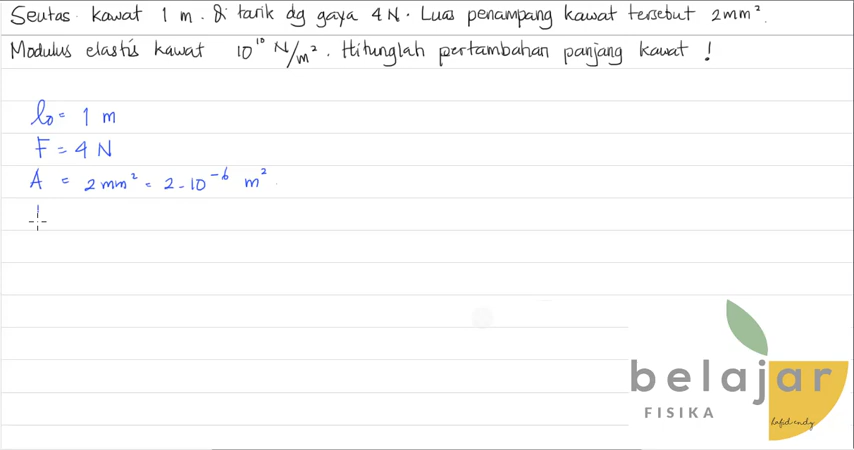 Seutas kawat 1 m. di tarik dg gaya 4 N. Luas penampang kawat tersebut 2 mm².
Modulus elastis kawat 10¹⁰ N/m². Hitunglah pertambahan panjang kawat !
l₀ = 1 m
F = 4 N
A = 2 mm² = 2 - 10⁻⁶ m²
belajar
FISIKA